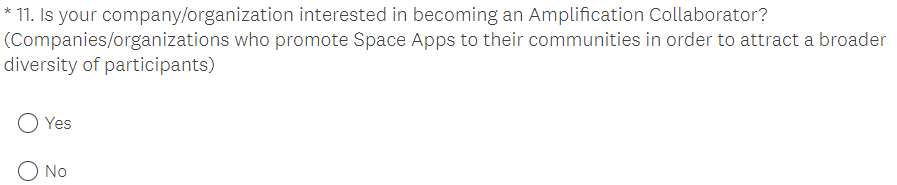 * 11. Is your company/organization interested in becoming an Amplification Collaborator?
(Companies/organizations who promote Space Apps to their communities in order to attract a broader
diversity of participants)
Yes
No